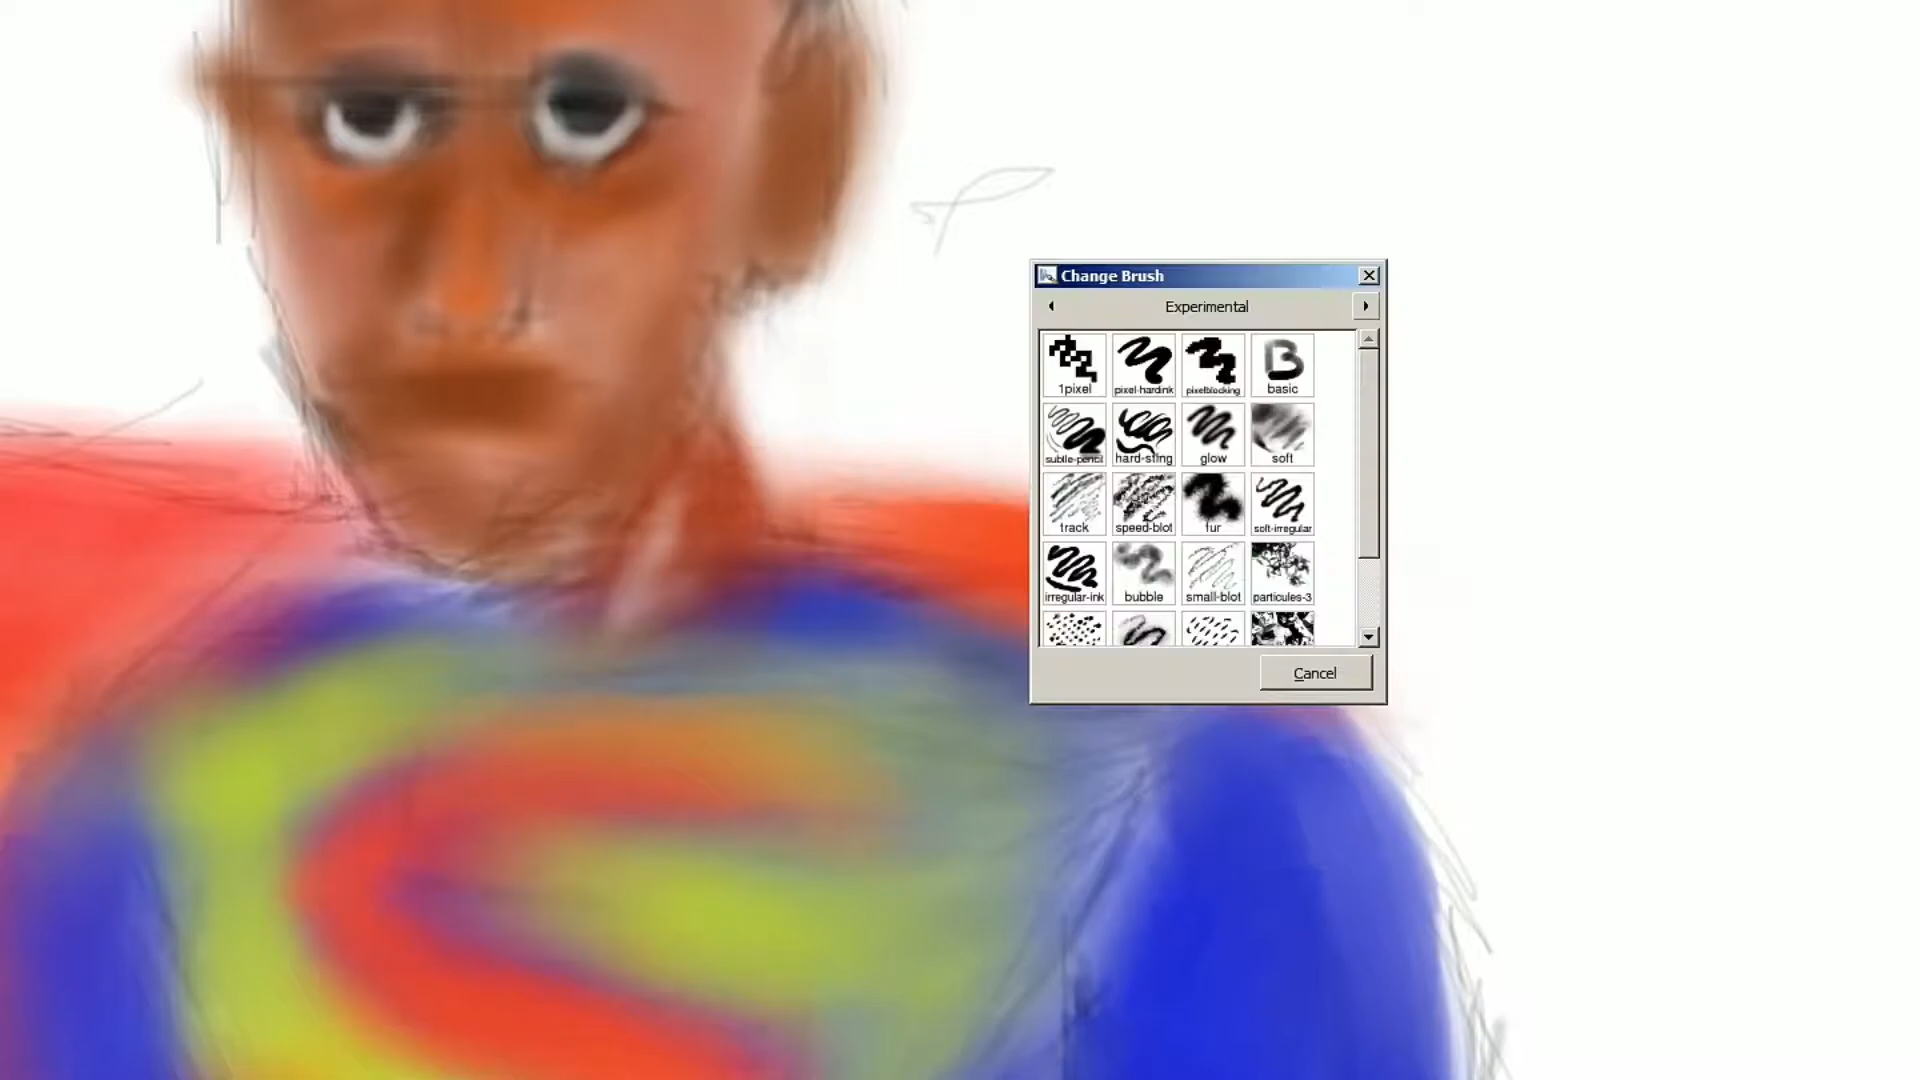 Change Brush
Experimental
1pixel pixel-hardink pixelblocking basic
subtle-pencil hard-sting glow soft
track speed-blot fur soft-irregular
irregular-ink bubble small-blot particules-3
Cancel